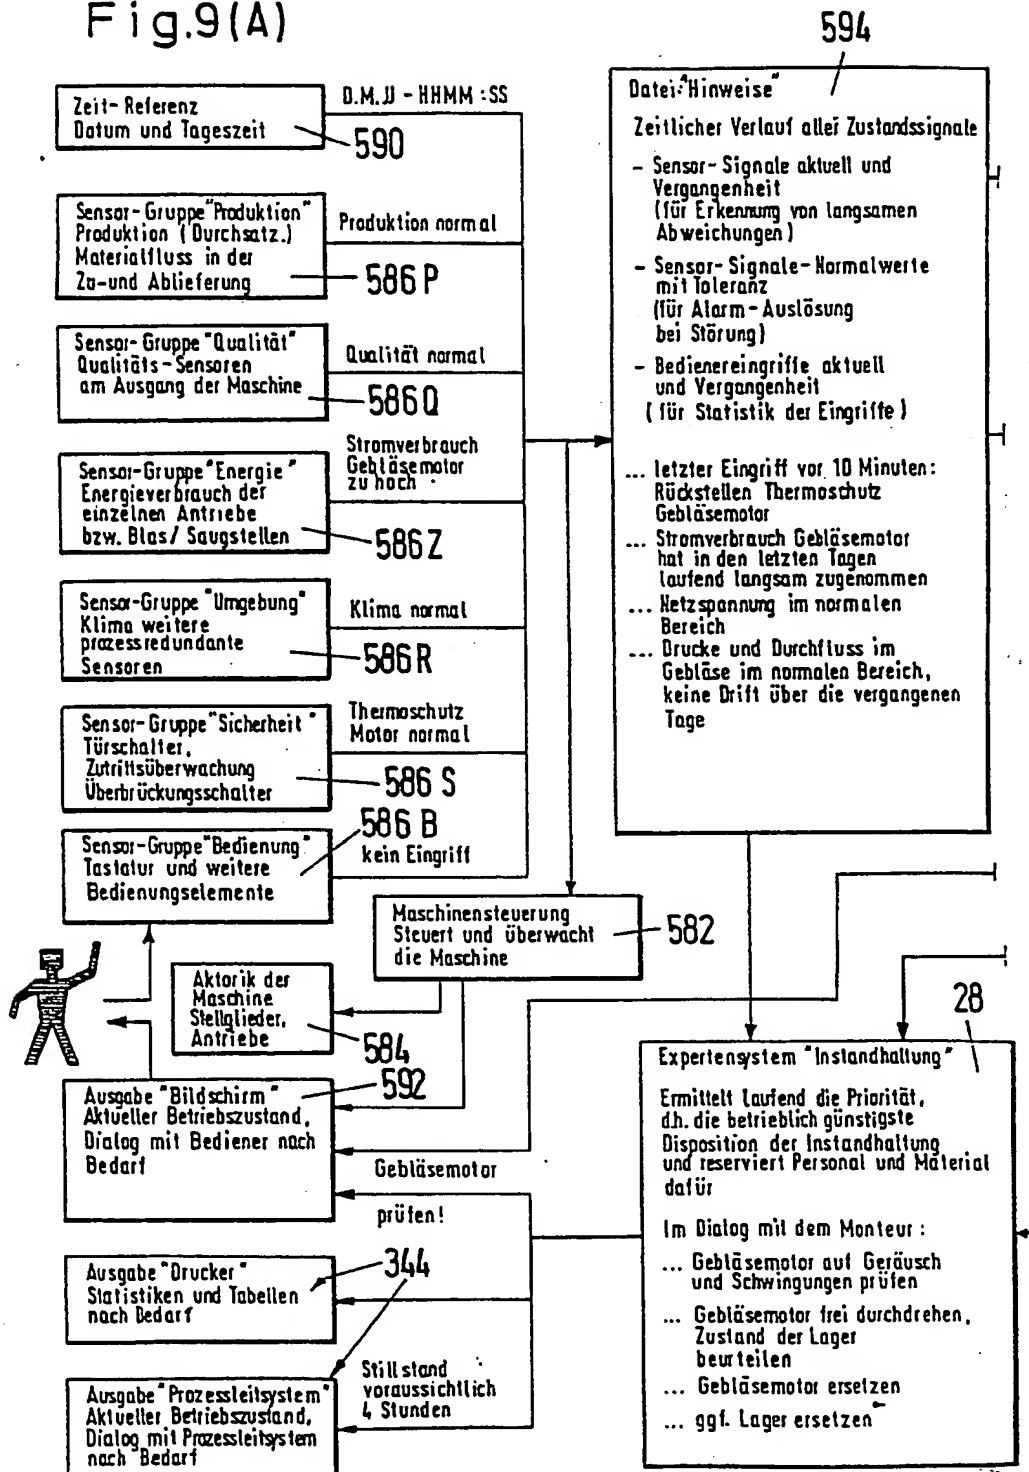 Fig.9(A)
594
Zeit-Referenz
Datum und Tageszeit
D.M.JJ - HHMM :SS
590
Sensor-Gruppe "Produktion"
Produktion (Durchsatz.)
Materialfluss in der
Zu-und Ablieferung
Produktion normal
586 P
Sensor-Gruppe "Qualität"
Qualitäts-Sensoren
am Ausgang der Maschine
Qualität normal
586 Q
Sensor-Gruppe "Energie"
Energieverbrauch der
einzelnen Antriebe
bzw. Blas/ Saugstellen
Stromverbrauch
Gebläsemotor
zu hoch
586 Z
Sensor-Gruppe "Umgebung"
Klima weitere
prozessredundante
Sensoren
Klima normal
586 R
Sensor-Gruppe "Sicherheit"
Türschalter,
Zutrittsüberwachung
Überbrückungsschalter
Thermoschutz
Motor normal
586 S
Sensor-Gruppe "Bedienung"
Tastatur und weitere
Bedienungselemente
586 B
kein Eingriff
Datei "Hinweise"
Zeitlicher Verlauf aller Zustandssignale
- Sensor-Signale aktuell und
Vergangenheit
(für Erkennung von langsamen
Abweichungen)
- Sensor-Signale-Normalwerte
mit Toleranz
(für Alarm-Auslösung
bei Störung)
- Bedienereingriffe aktuell
und Vergangenheit
(für Statistik der Eingriffe)
... letzter Eingriff vor 10 Minuten:
Rückstellen Thermoschutz
Gebläsemotor
... Stromverbrauch Gebläsemotor
hat in den letzten Tagen
laufend langsam zugenommen
... Netzspannung im normalen
Bereich
... Drucke und Durchfluss im
Gebläse im normalen Bereich,
keine Drift über die vergangenen
Tage
Maschinensteuerung
Steuert und überwacht
die Maschine
582
Aktorik der
Maschine
Stellglieder,
Antriebe
584
592
Ausgabe "Bildschirm"
Aktueller Betriebszustand,
Dialog mit Bediener nach
Bedarf
Gebläsemotor
prüfen!
Ausgabe "Drucker"
Statistiken und Tabellen
nach Bedarf
344
Ausgabe "Prozessleitsystem"
Aktueller Betriebszustand,
Dialog mit Prozessleitsystem
nach Bedarf
Stillstand
voraussichtlich
4 Stunden
28
Expertensystem "Instandhaltung"
Ermittelt laufend die Priorität,
d.h. die betrieblich günstigste
Disposition der Instandhaltung
und reserviert Personal und Material
dafür
Im Dialog mit dem Monteur :
... Gebläsemotor auf Geräusch
und Schwingungen prüfen
... Gebläsemotor frei durchdrehen,
Zustand der Lager
beurteilen
... Gebläsemotor ersetzen
... ggf. Lager ersetzen